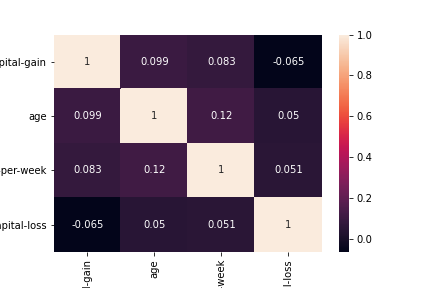 pital-gain 1 0.099 0.083 -0.065
age 0.099 1 0.12 0.05
-per-week 0.083 0.12 1 0.051
apital-loss -0.065 0.05 0.051 1
l-gain age -week l-loss
1.0
0.8
0.6
0.4
0.2
0.0